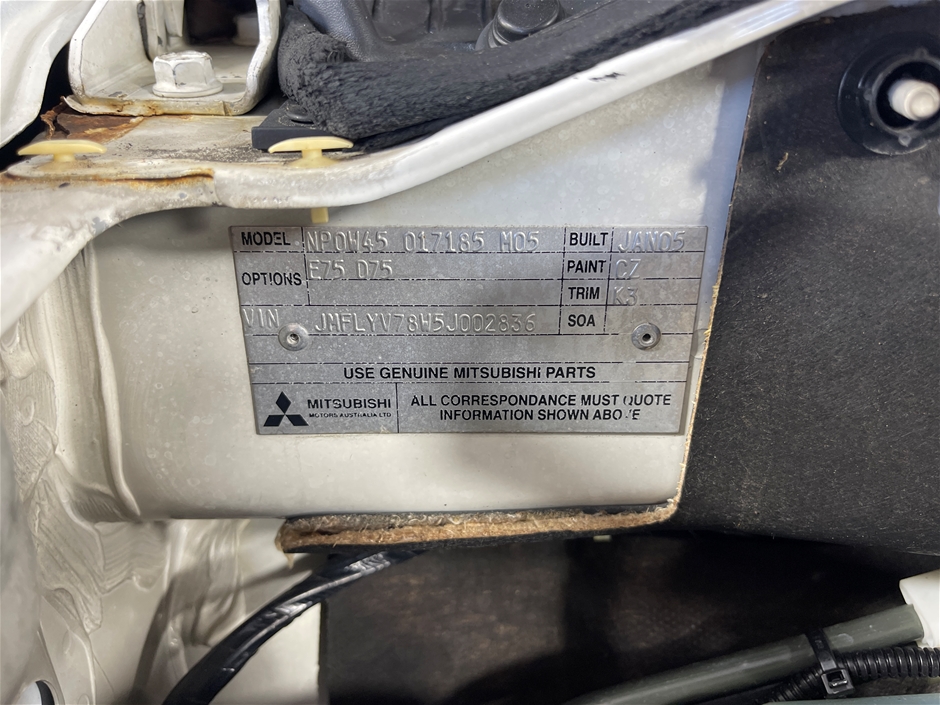 MODEL NP0W45 017185 M05 BUILT JAN05
OPTIONS E75 D75 PAINT CZ
TRIM K3
VIN JMFLYV78W5J002836 SOA
USE GENUINE MITSUBISHI PARTS
MITSUBISHI
MOTORS AUSTRALIA LTD
ALL CORRESPONDANCE MUST QUOTE
INFORMATION SHOWN ABOVE